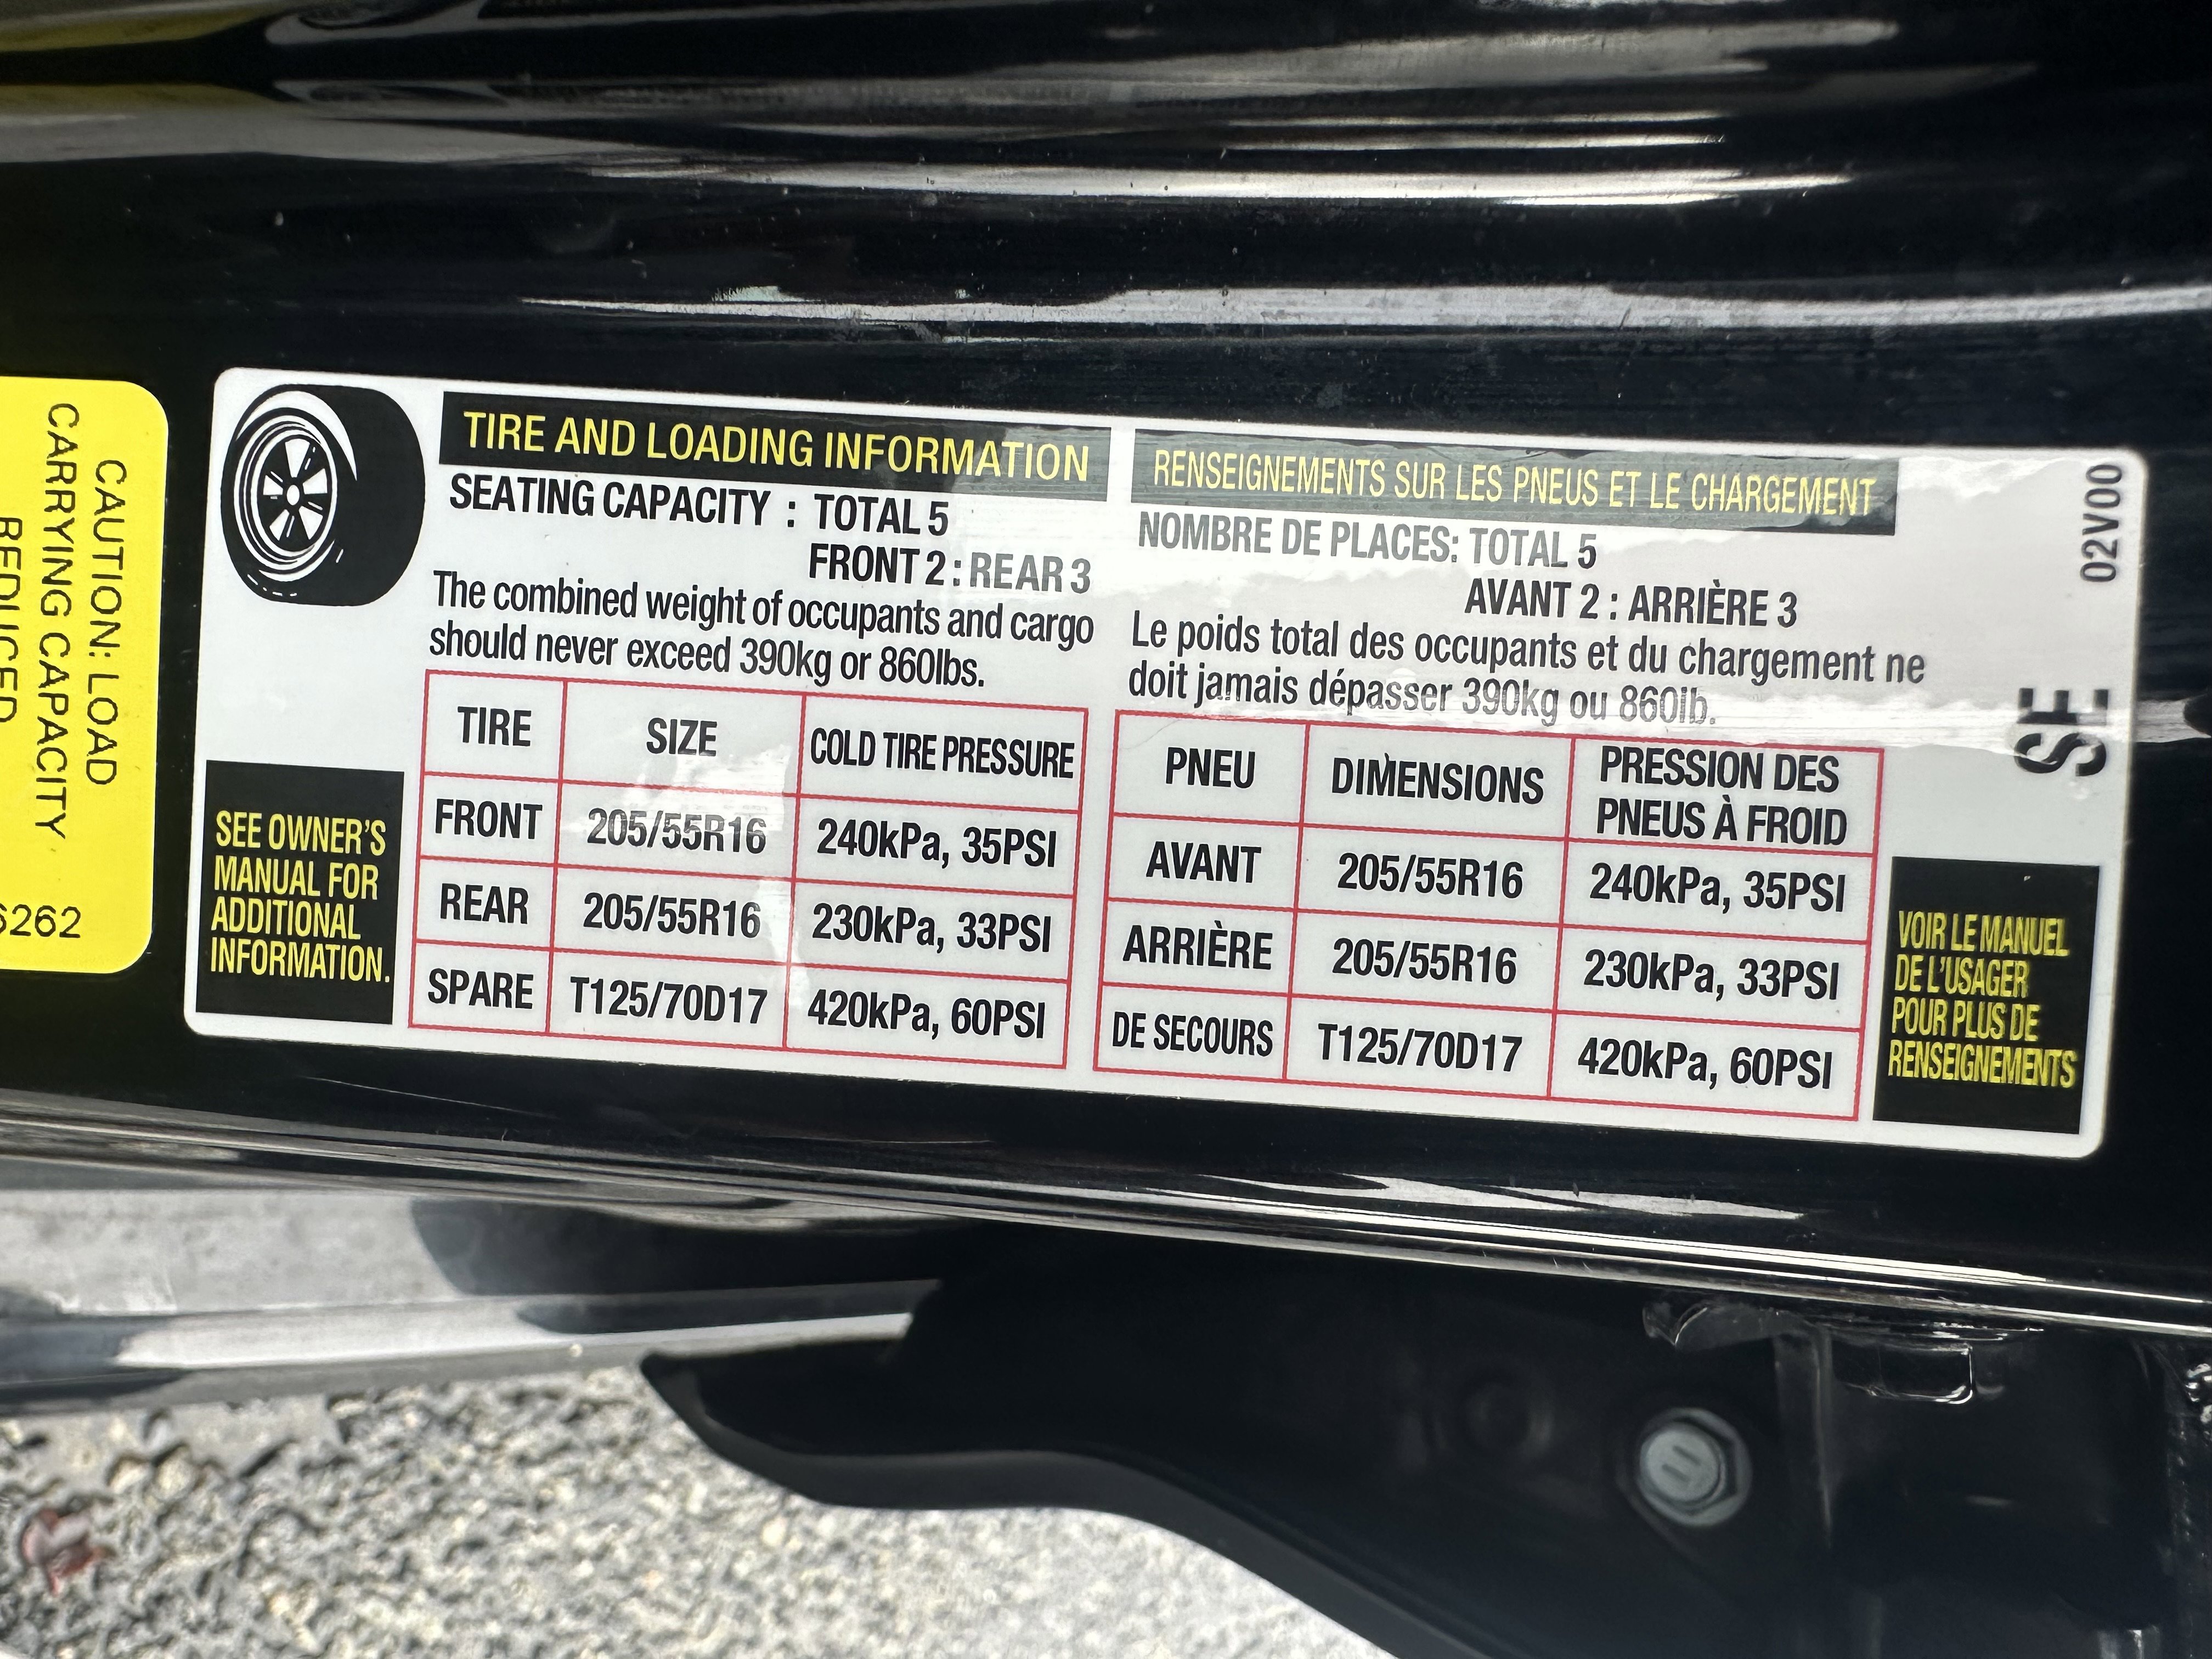 CAUTION: LOAD
CARRYING CAPACITY
REDUCED
6262
TIRE AND LOADING INFORMATION
SEATING CAPACITY : TOTAL 5
FRONT 2 : REAR 3
The combined weight of occupants and cargo
should never exceed 390kg or 860lbs.
TIRE SIZE COLD TIRE PRESSURE
FRONT 205/55R16 240kPa, 35PSI
REAR 205/55R16 230kPa, 33PSI
SPARE T125/70D17 420kPa, 60PSI
SEE OWNER'S
MANUAL FOR
ADDITIONAL
INFORMATION.
RENSEIGNEMENTS SUR LES PNEUS ET LE CHARGEMENT
NOMBRE DE PLACES: TOTAL 5
AVANT 2 : ARRIÈRE 3
Le poids total des occupants et du chargement ne
doit jamais dépasser 390kg ou 860lb.
PNEU DIMENSIONS PRESSION DES
PNEUS À FROID
AVANT 205/55R16 240kPa, 35PSI
ARRIÈRE 205/55R16 230kPa, 33PSI
DE SECOURS T125/70D17 420kPa, 60PSI
VOIR LE MANUEL
DE L'USAGER
POUR PLUS DE
RENSEIGNEMENTS
02V00
SE